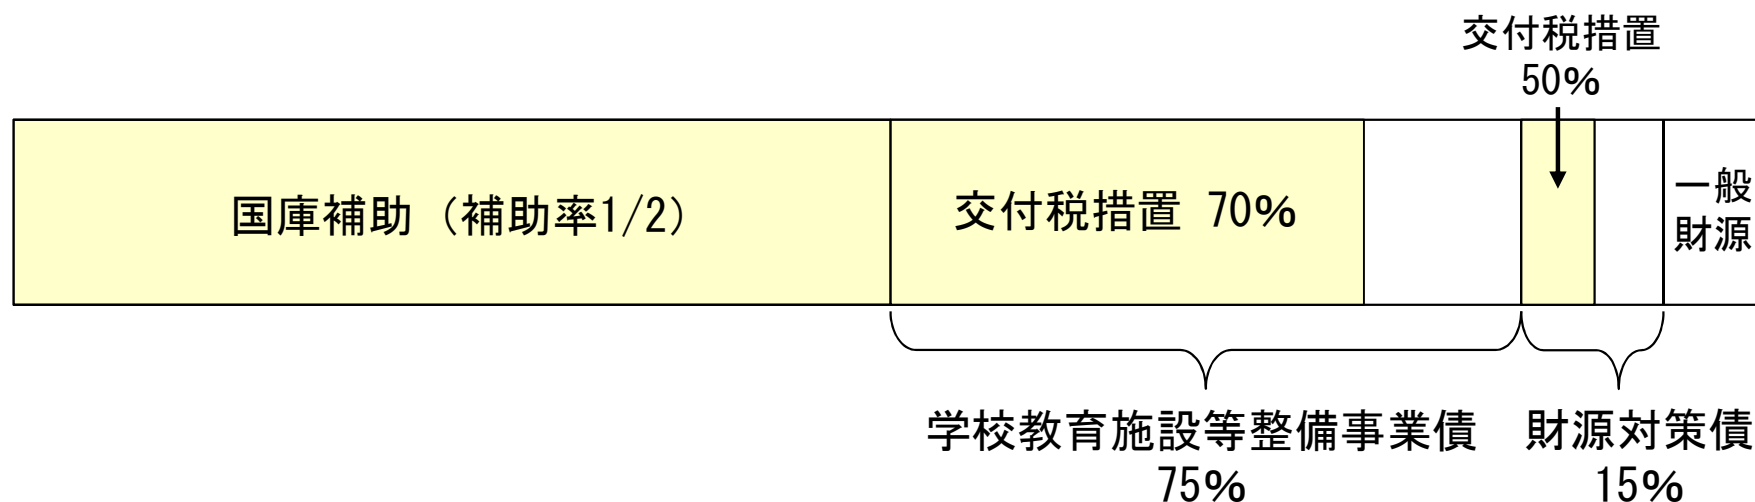 交付税措置
50%
国庫補助（補助率1/2）
交付税措置 70%
一般
財源
学校教育施設等整備事業債
75%
財源対策債
15%